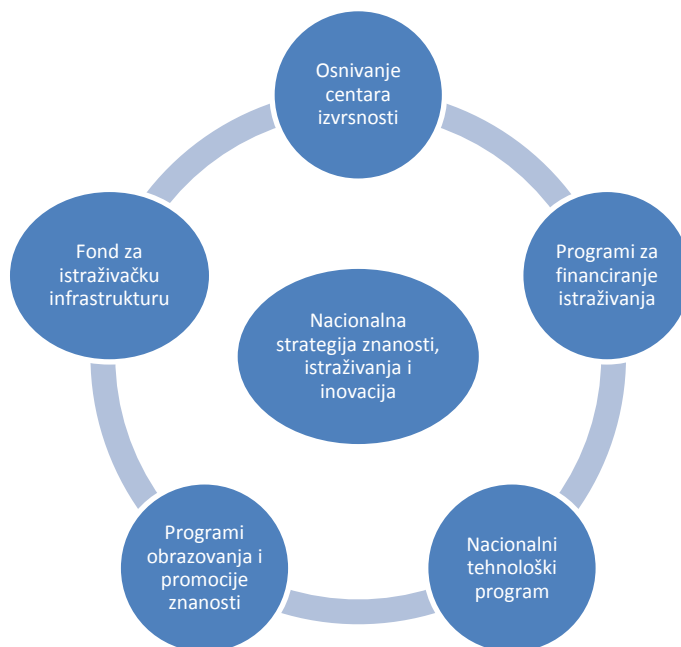 Osnivanje
centara
izvrsnosti
Fond za
istraživačku
infrastrukturu
Programi za
financiranje
istraživanja
Nacionalna
strategija znanosti,
istraživanja i
inovacija
Programi
obrazovanja i
promocije
znanosti
Nacionalni
tehnološki
program